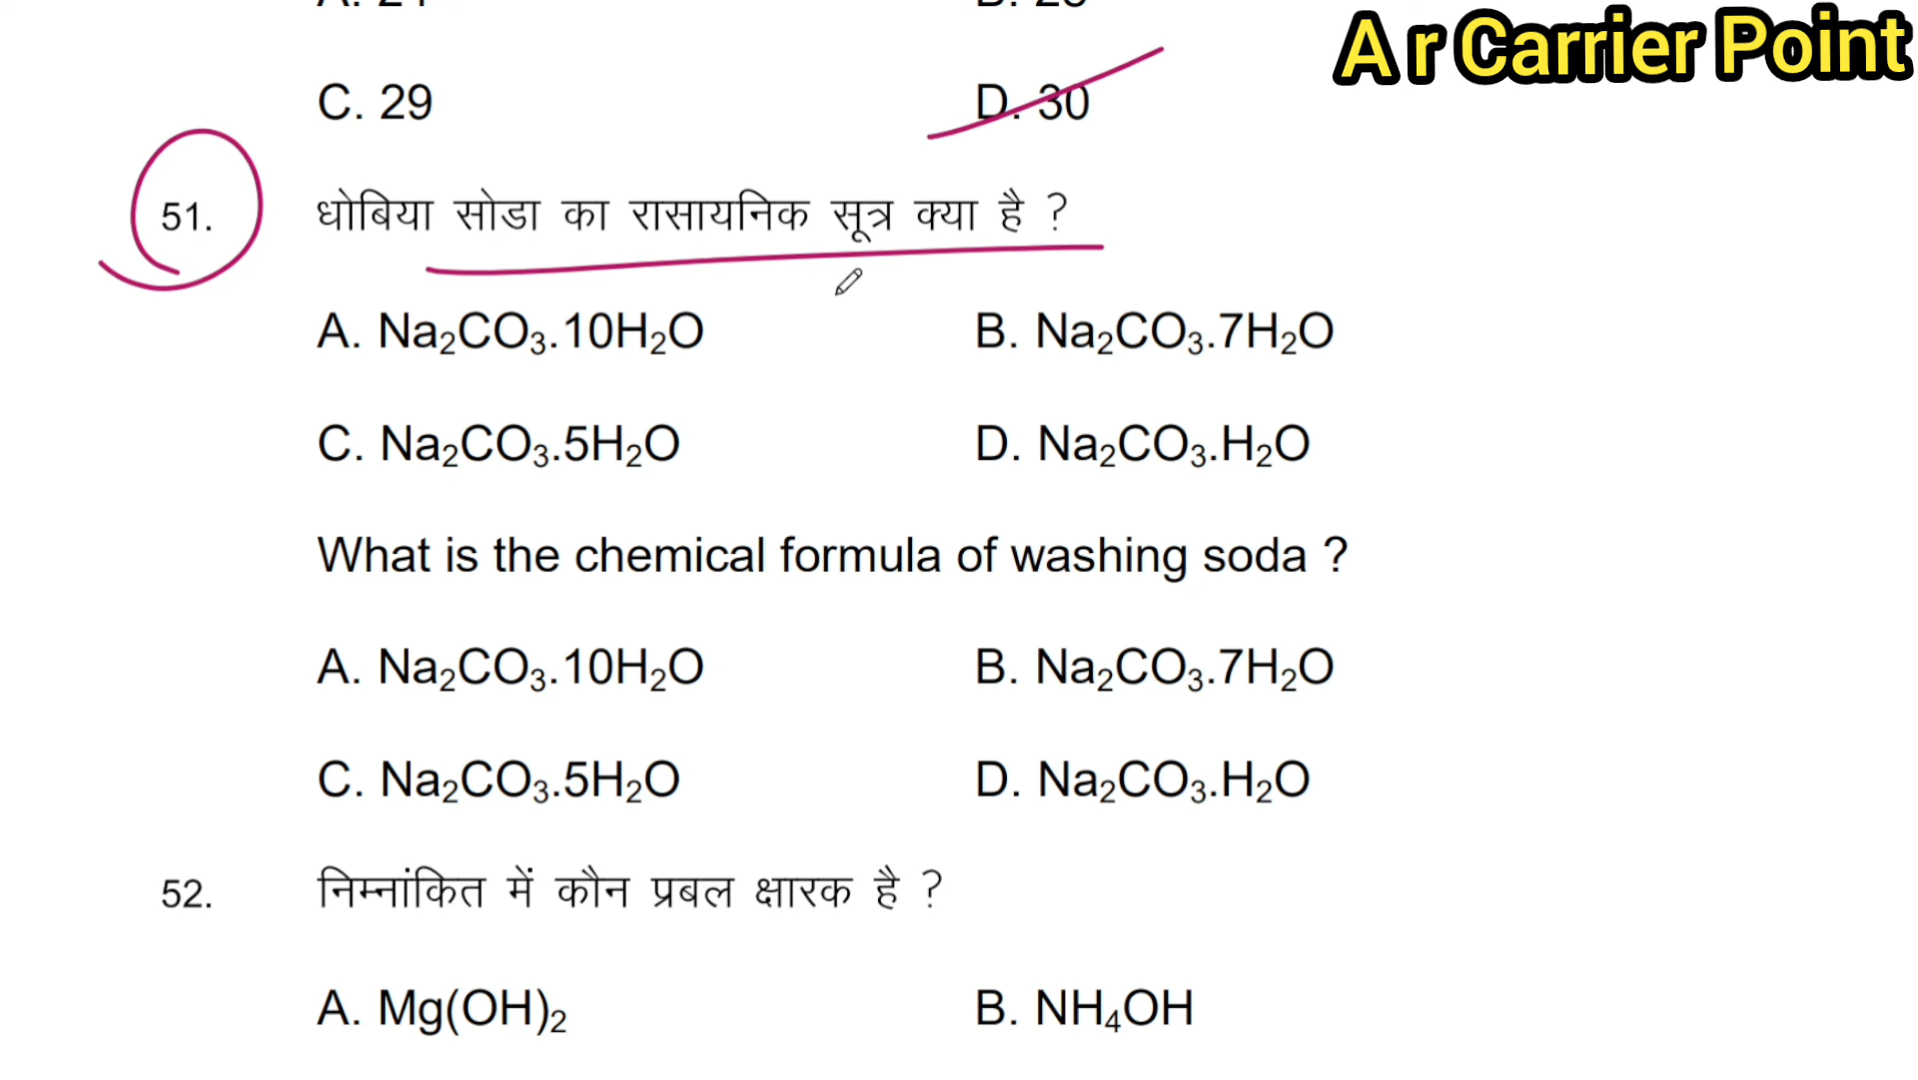 A r Carrier Point
C. 29 D. 30
51. धोबिया सोडा का रासायनिक सूत्र क्या है ?
A. Na₂CO₃.10H₂O B. Na₂CO₃.7H₂O
C. Na₂CO₃.5H₂O D. Na₂CO₃.H₂O
What is the chemical formula of washing soda ?
A. Na₂CO₃.10H₂O B. Na₂CO₃.7H₂O
C. Na₂CO₃.5H₂O D. Na₂CO₃.H₂O
52. निम्नांकित में कौन प्रबल क्षारक है ?
A. Mg(OH)₂ B. NH₄OH